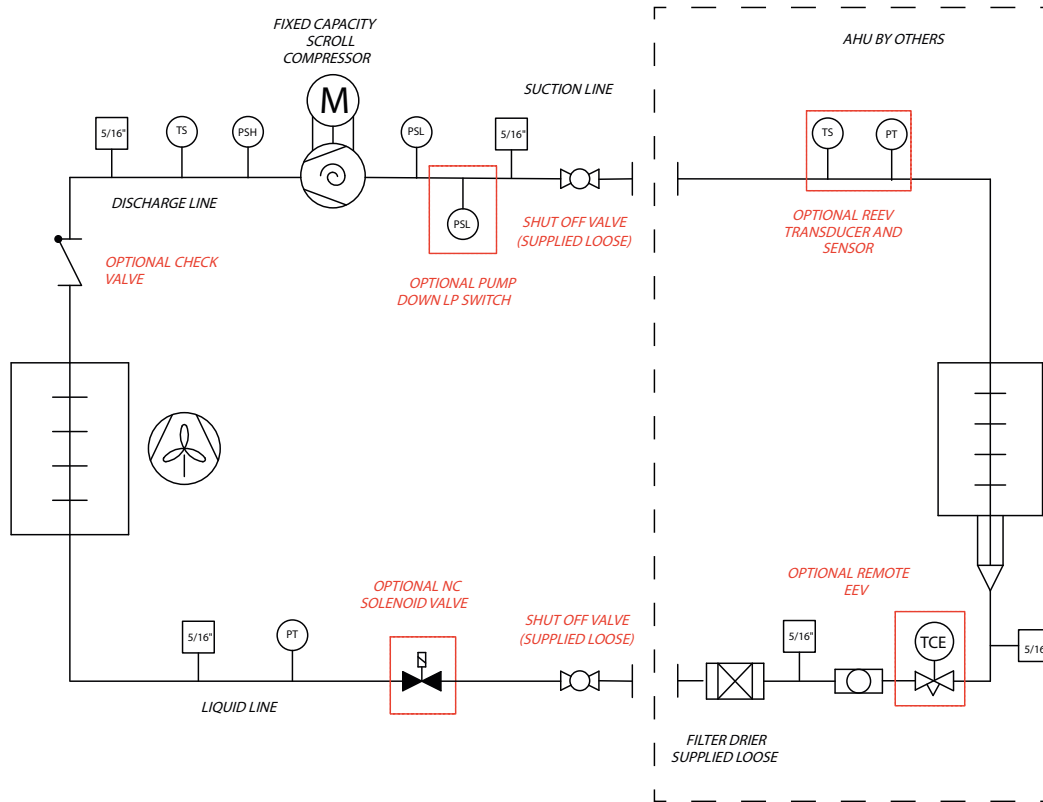 FIXED CAPACITY
SCROLL
COMPRESSOR
AHU BY OTHERS
SUCTION LINE
M
5/16"
TS
PSH
PSL
5/16"
TS
PT
DISCHARGE LINE
PSL
SHUT OFF VALVE
(SUPPLIED LOOSE)
OPTIONAL REEV
TRANSDUCER AND
SENSOR
OPTIONAL CHECK
VALVE
OPTIONAL PUMP
DOWN LP SWITCH
OPTIONAL NC
SOLENOID VALVE
OPTIONAL REMOTE
EEV
SHUT OFF VALVE
(SUPPLIED LOOSE)
5/16"
PT
5/16"
TCE
5/16
LIQUID LINE
FILTER DRIER
SUPPLIED LOOSE